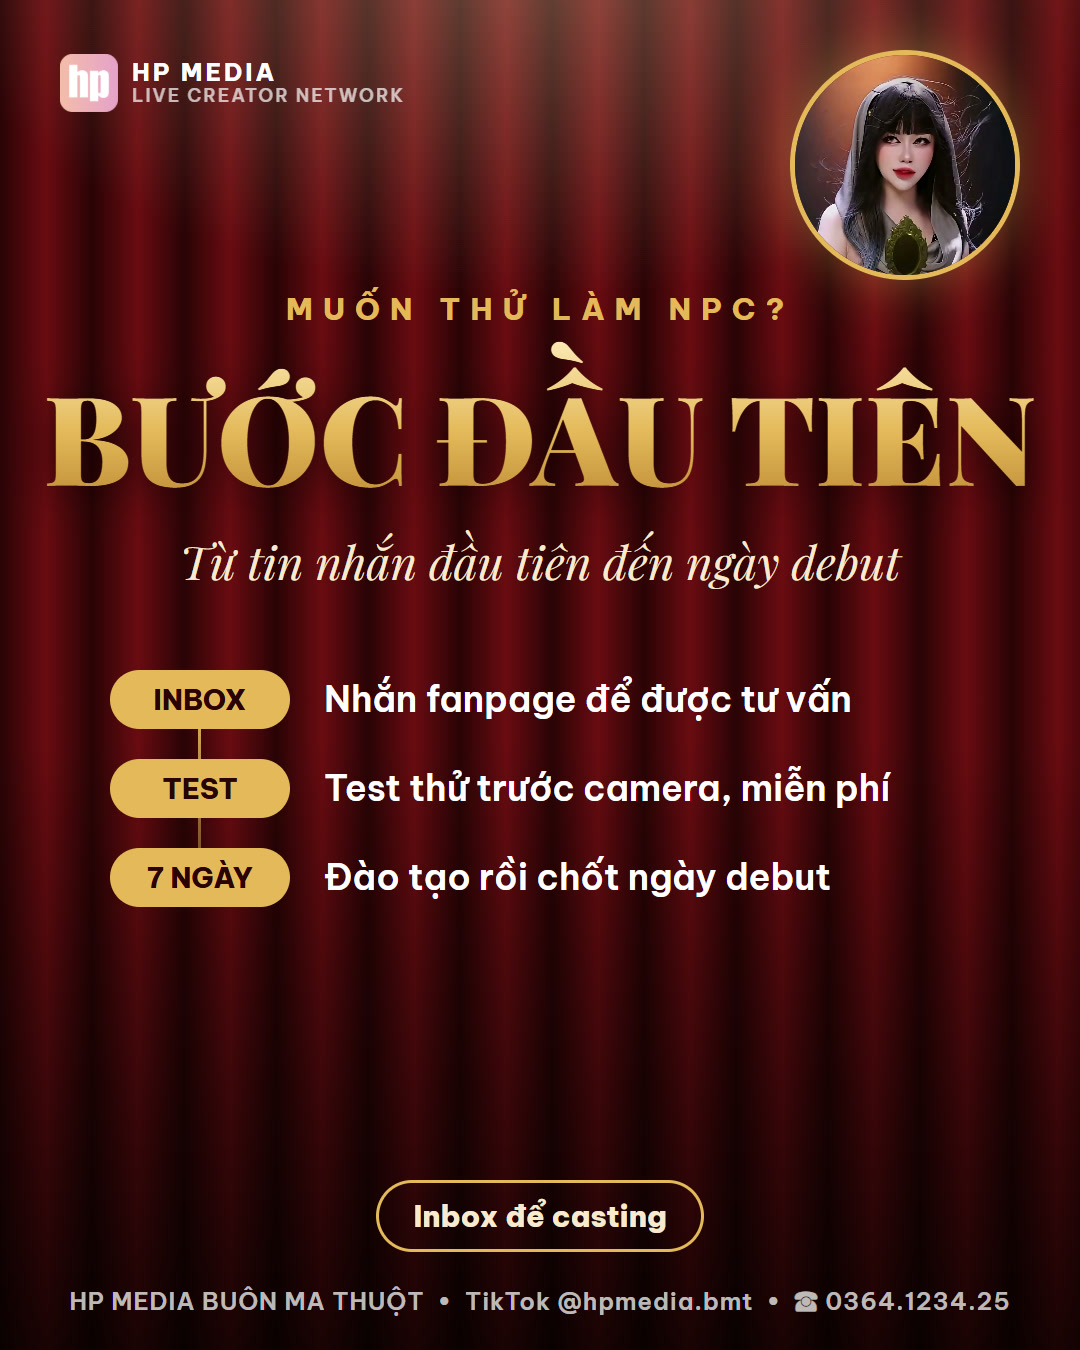 hp
HP MEDIA
LIVE CREATOR NETWORK
MUỐN THỬ LÀM NPC?
BƯỚC ĐẦU TIÊN
Từ tin nhắn đầu tiên đến ngày debut
INBOX
Nhắn fanpage để được tư vấn
TEST
Test thử trước camera, miễn phí
7 NGÀY
Đào tạo rồi chốt ngày debut
Inbox để casting
HP MEDIA BUÔN MA THUỘT • TikTok @hpmedia.bmt • ☎ 0364.1234.25